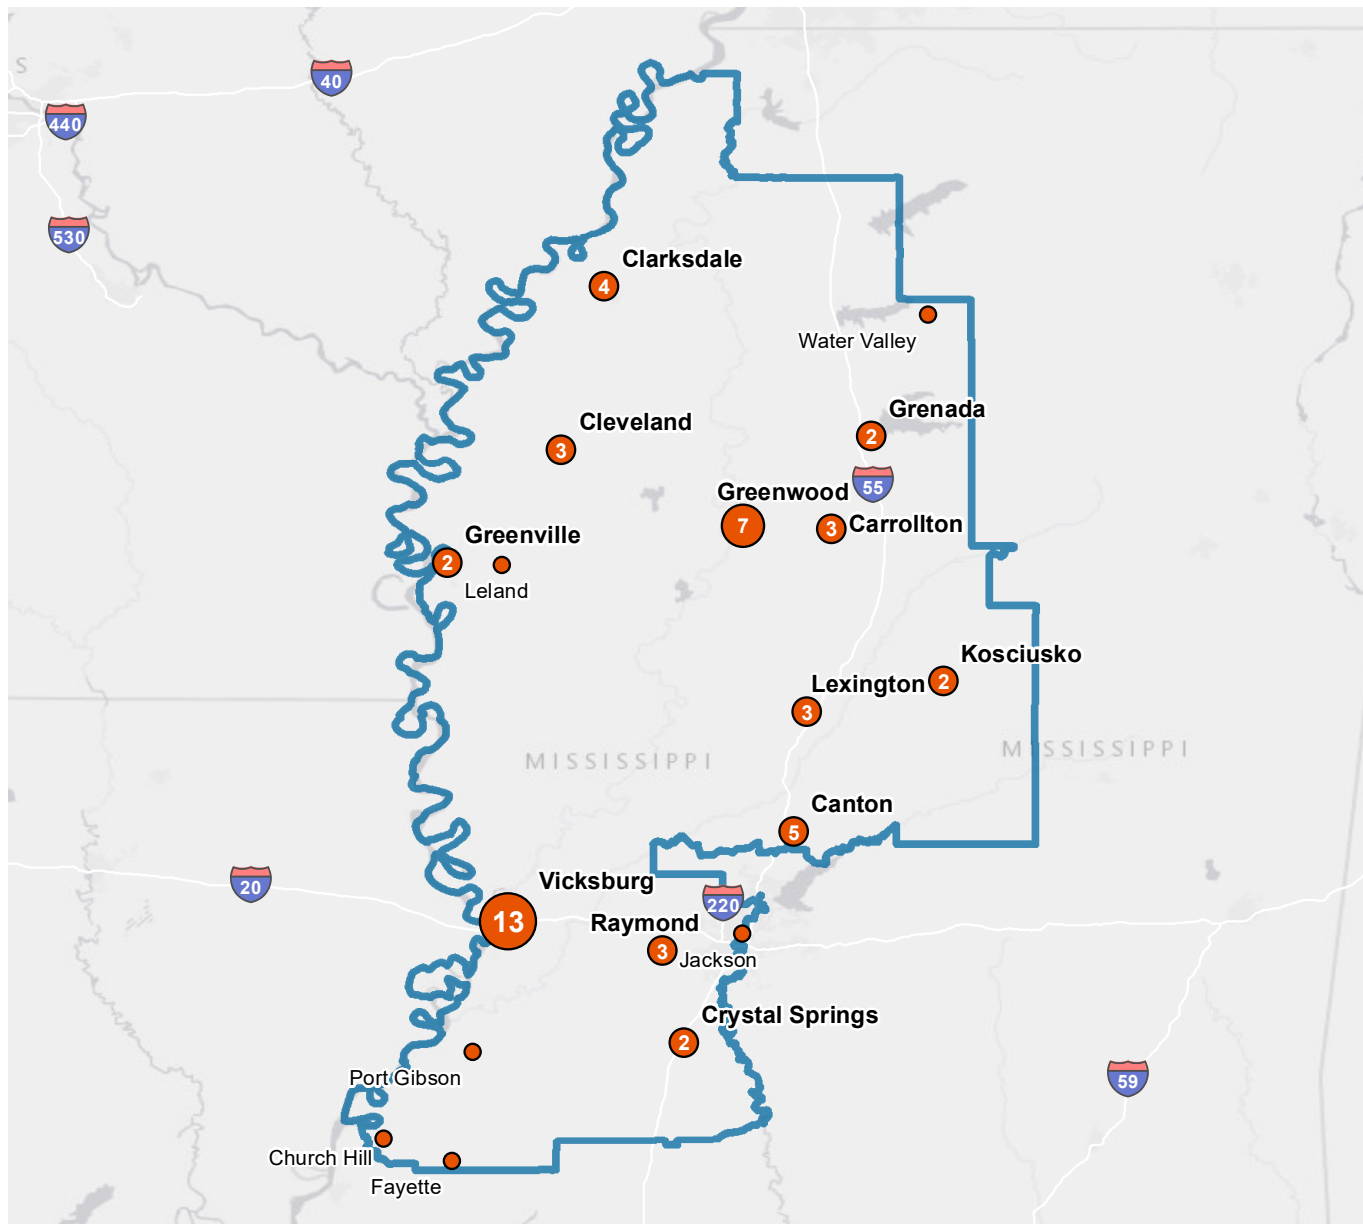 S
40
440
530
Clarksdale
4
Water Valley
Grenada
2
Cleveland
3
55
Greenwood
7
3
Carrollton
Greenville
2
Leland
Kosciusko
2
Lexington
3
MISSISSIPPI
MISSISSIPPI
Canton
5
20
Vicksburg
13
220
Raymond
3
Jackson
Crystal Springs
2
59
Port Gibson
Church Hill
Fayette